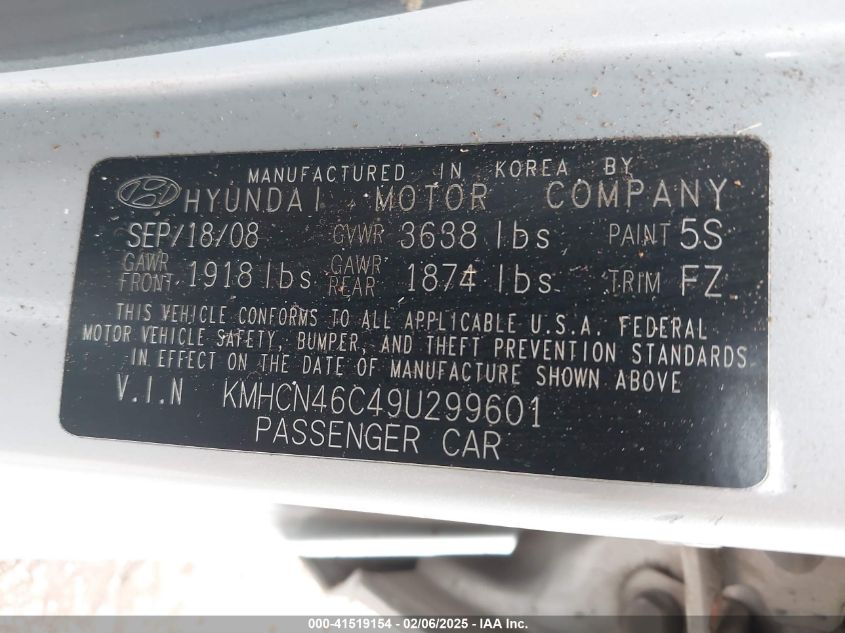 MANUFACTURED IN KOREA BY
HYUNDAI MOTOR COMPANY
SEP/18/08 GVWR 3638 lbs PAINT 5S
GAWR FRONT 1918 lbs GAWR REAR 1874 lbs TRIM FZ
THIS VEHICLE CONFORMS TO ALL APPLICABLE U.S.A. FEDERAL
MOTOR VEHICLE SAFETY, BUMPER, AND THEFT PREVENTION STANDARDS
IN EFFECT ON THE DATE OF MANUFACTURE SHOWN ABOVE
V.I.N KMHCN46C49U299601
PASSENGER CAR
000-41519154 - 02/06/2025 - IAA Inc.